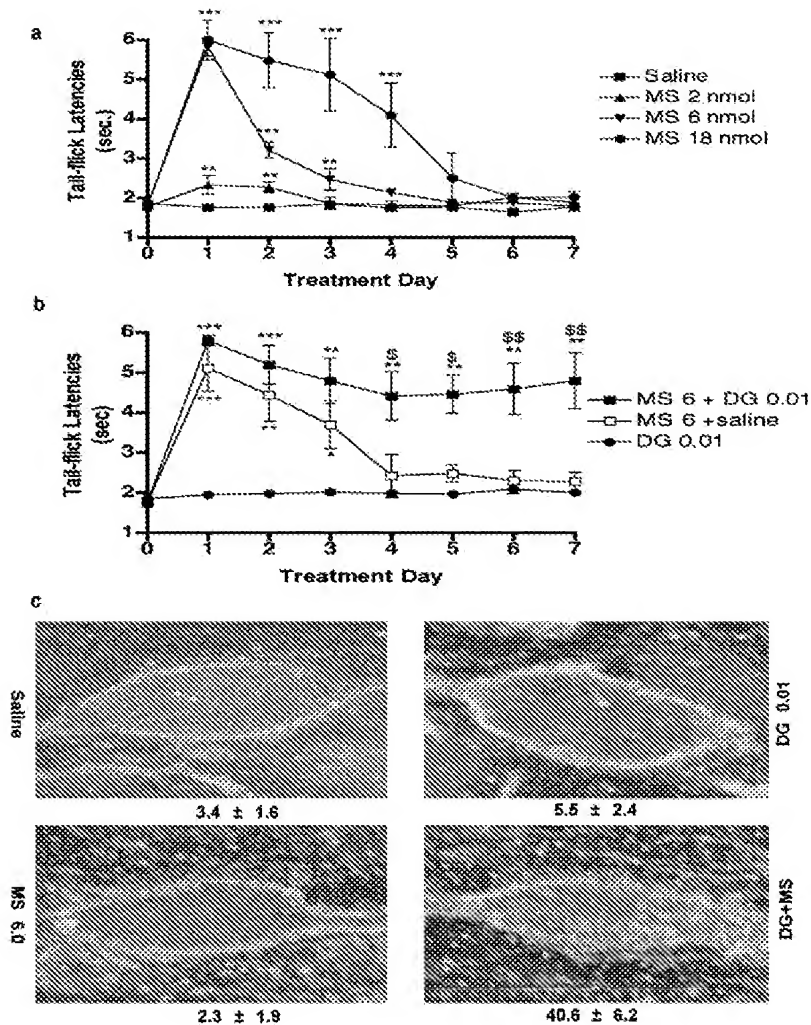 a
***
***
***
***
***
**
**
**
6
5
4
3
2
1
Tail-flick Latencies
(sec.)
0 1 2 3 4 5 6 7
Treatment Day
Saline
MS 2 nmol
MS 6 nmol
MS 18 nmol
b
***
***
**
$
**
$
**
$$
**
$$
**
***
**
*
6
5
4
3
2
1
Tail-flick Latencies
(sec)
0 1 2 3 4 5 6 7
Treatment Day
MS 6 + DG 0.01
MS 6 +saline
DG 0.01
c
Saline
3.4 ± 1.6
DG 0.01
5.5 ± 2.4
MS 6.0
2.3 ± 1.9
DG+MS
40.6 ± 6.2